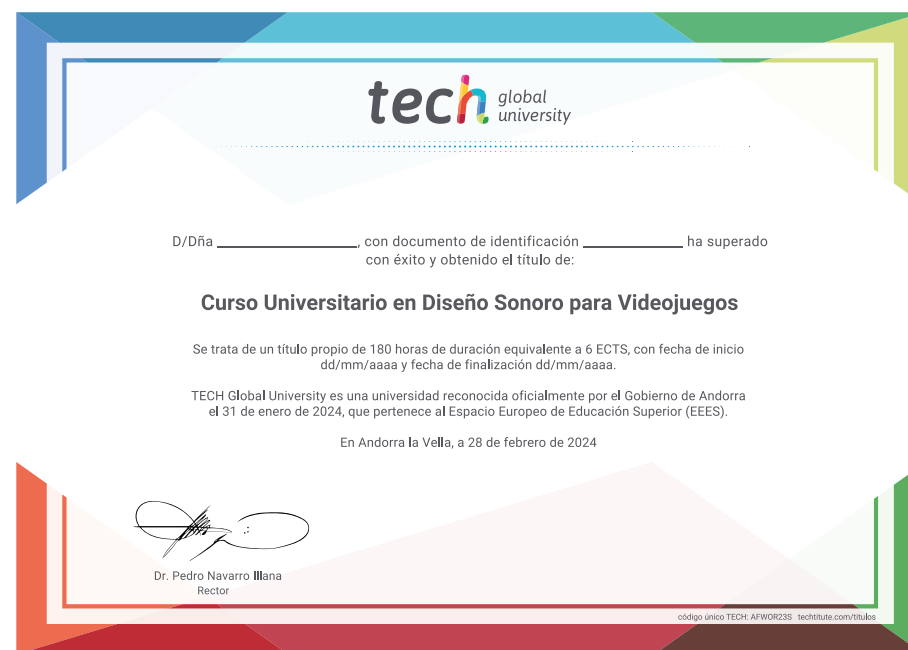 tech global university
D/Dña ____________, con documento de identificación ____________ ha superado
con éxito y obtenido el título de:
Curso Universitario en Diseño Sonoro para Videojuegos
Se trata de un título propio de 180 horas de duración equivalente a 6 ECTS, con fecha de inicio
dd/mm/aaaa y fecha de finalización dd/mm/aaaa.
TECH Global University es una universidad reconocida oficialmente por el Gobierno de Andorra
el 31 de enero de 2024, que pertenece al Espacio Europeo de Educación Superior (EEES).
En Andorra la Vella, a 28 de febrero de 2024
Dr. Pedro Navarro Illana
Rector
código único TECH: AFWOR23S techtitute.com/titulos